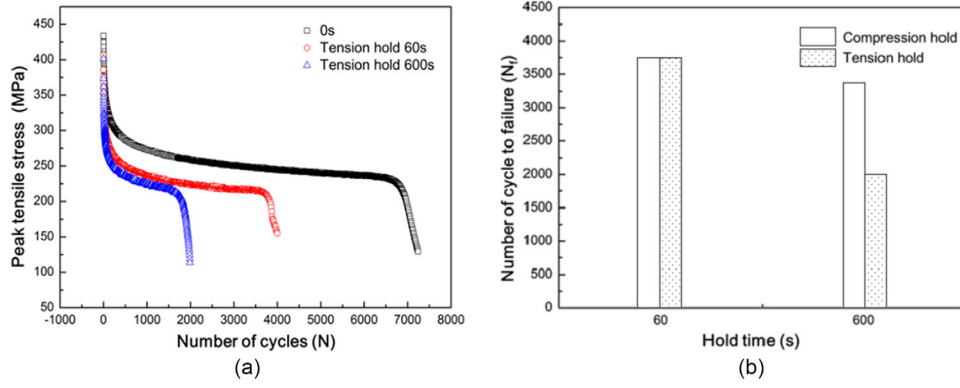 450
400
350
300
250
200
150
100
50
Peak tensile stress (MPa)
0s
Tension hold 60s
Tension hold 600s
-1000 0 1000 2000 3000 4000 5000 6000 7000 8000
Number of cycles (N)
(a)
4500
4000
3500
3000
2500
2000
1500
1000
500
0
Number of cycle to failure (Nf)
Compression hold
Tension hold
60 600
Hold time (s)
(b)